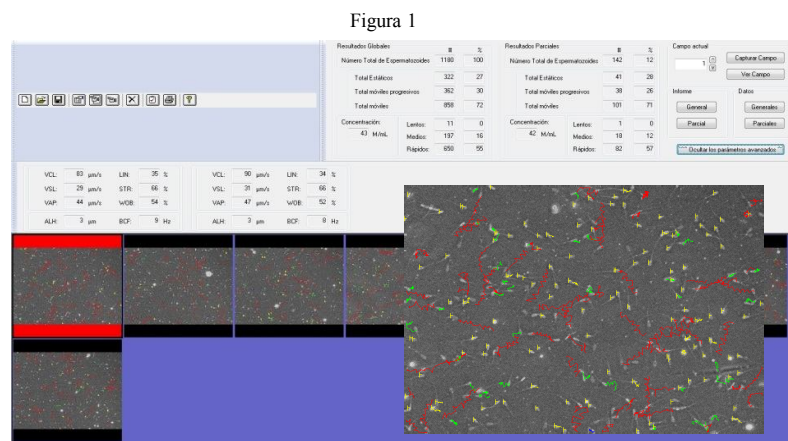 Figura 1
Resultados Globales
# %
Número Total de Espermatozoides 1180 100
Total Estáticos 322 27
Total móviles progresivos 362 30
Total móviles 858 72
Concentración: Lentos: 11 0
43 M/mL Medios: 197 16
Rápidos: 650 55
Resultados Parciales
# %
Número Total de Espermatozoides 142 12
Total Estáticos 41 28
Total móviles progresivos 38 26
Total móviles 101 71
Concentración: Lentos: 1 0
42 M/mL Medios: 18 12
Rápidos: 82 57
Campo actual
1
Capturar Campo
Ver Campo
Informe
General
Parcial
Datos
Generales
Parciales
Ocultar los parámetros avanzados
VCL: 83 µm/s LIN: 35 %
VSL: 29 µm/s STR: 66 %
VAP: 44 µm/s WOB: 54 %
ALH: 3 µm BCF: 9 Hz
VCL: 90 µm/s LIN: 34 %
VSL: 31 µm/s STR: 66 %
VAP: 47 µm/s WOB: 52 %
ALH: 3 µm BCF: 8 Hz